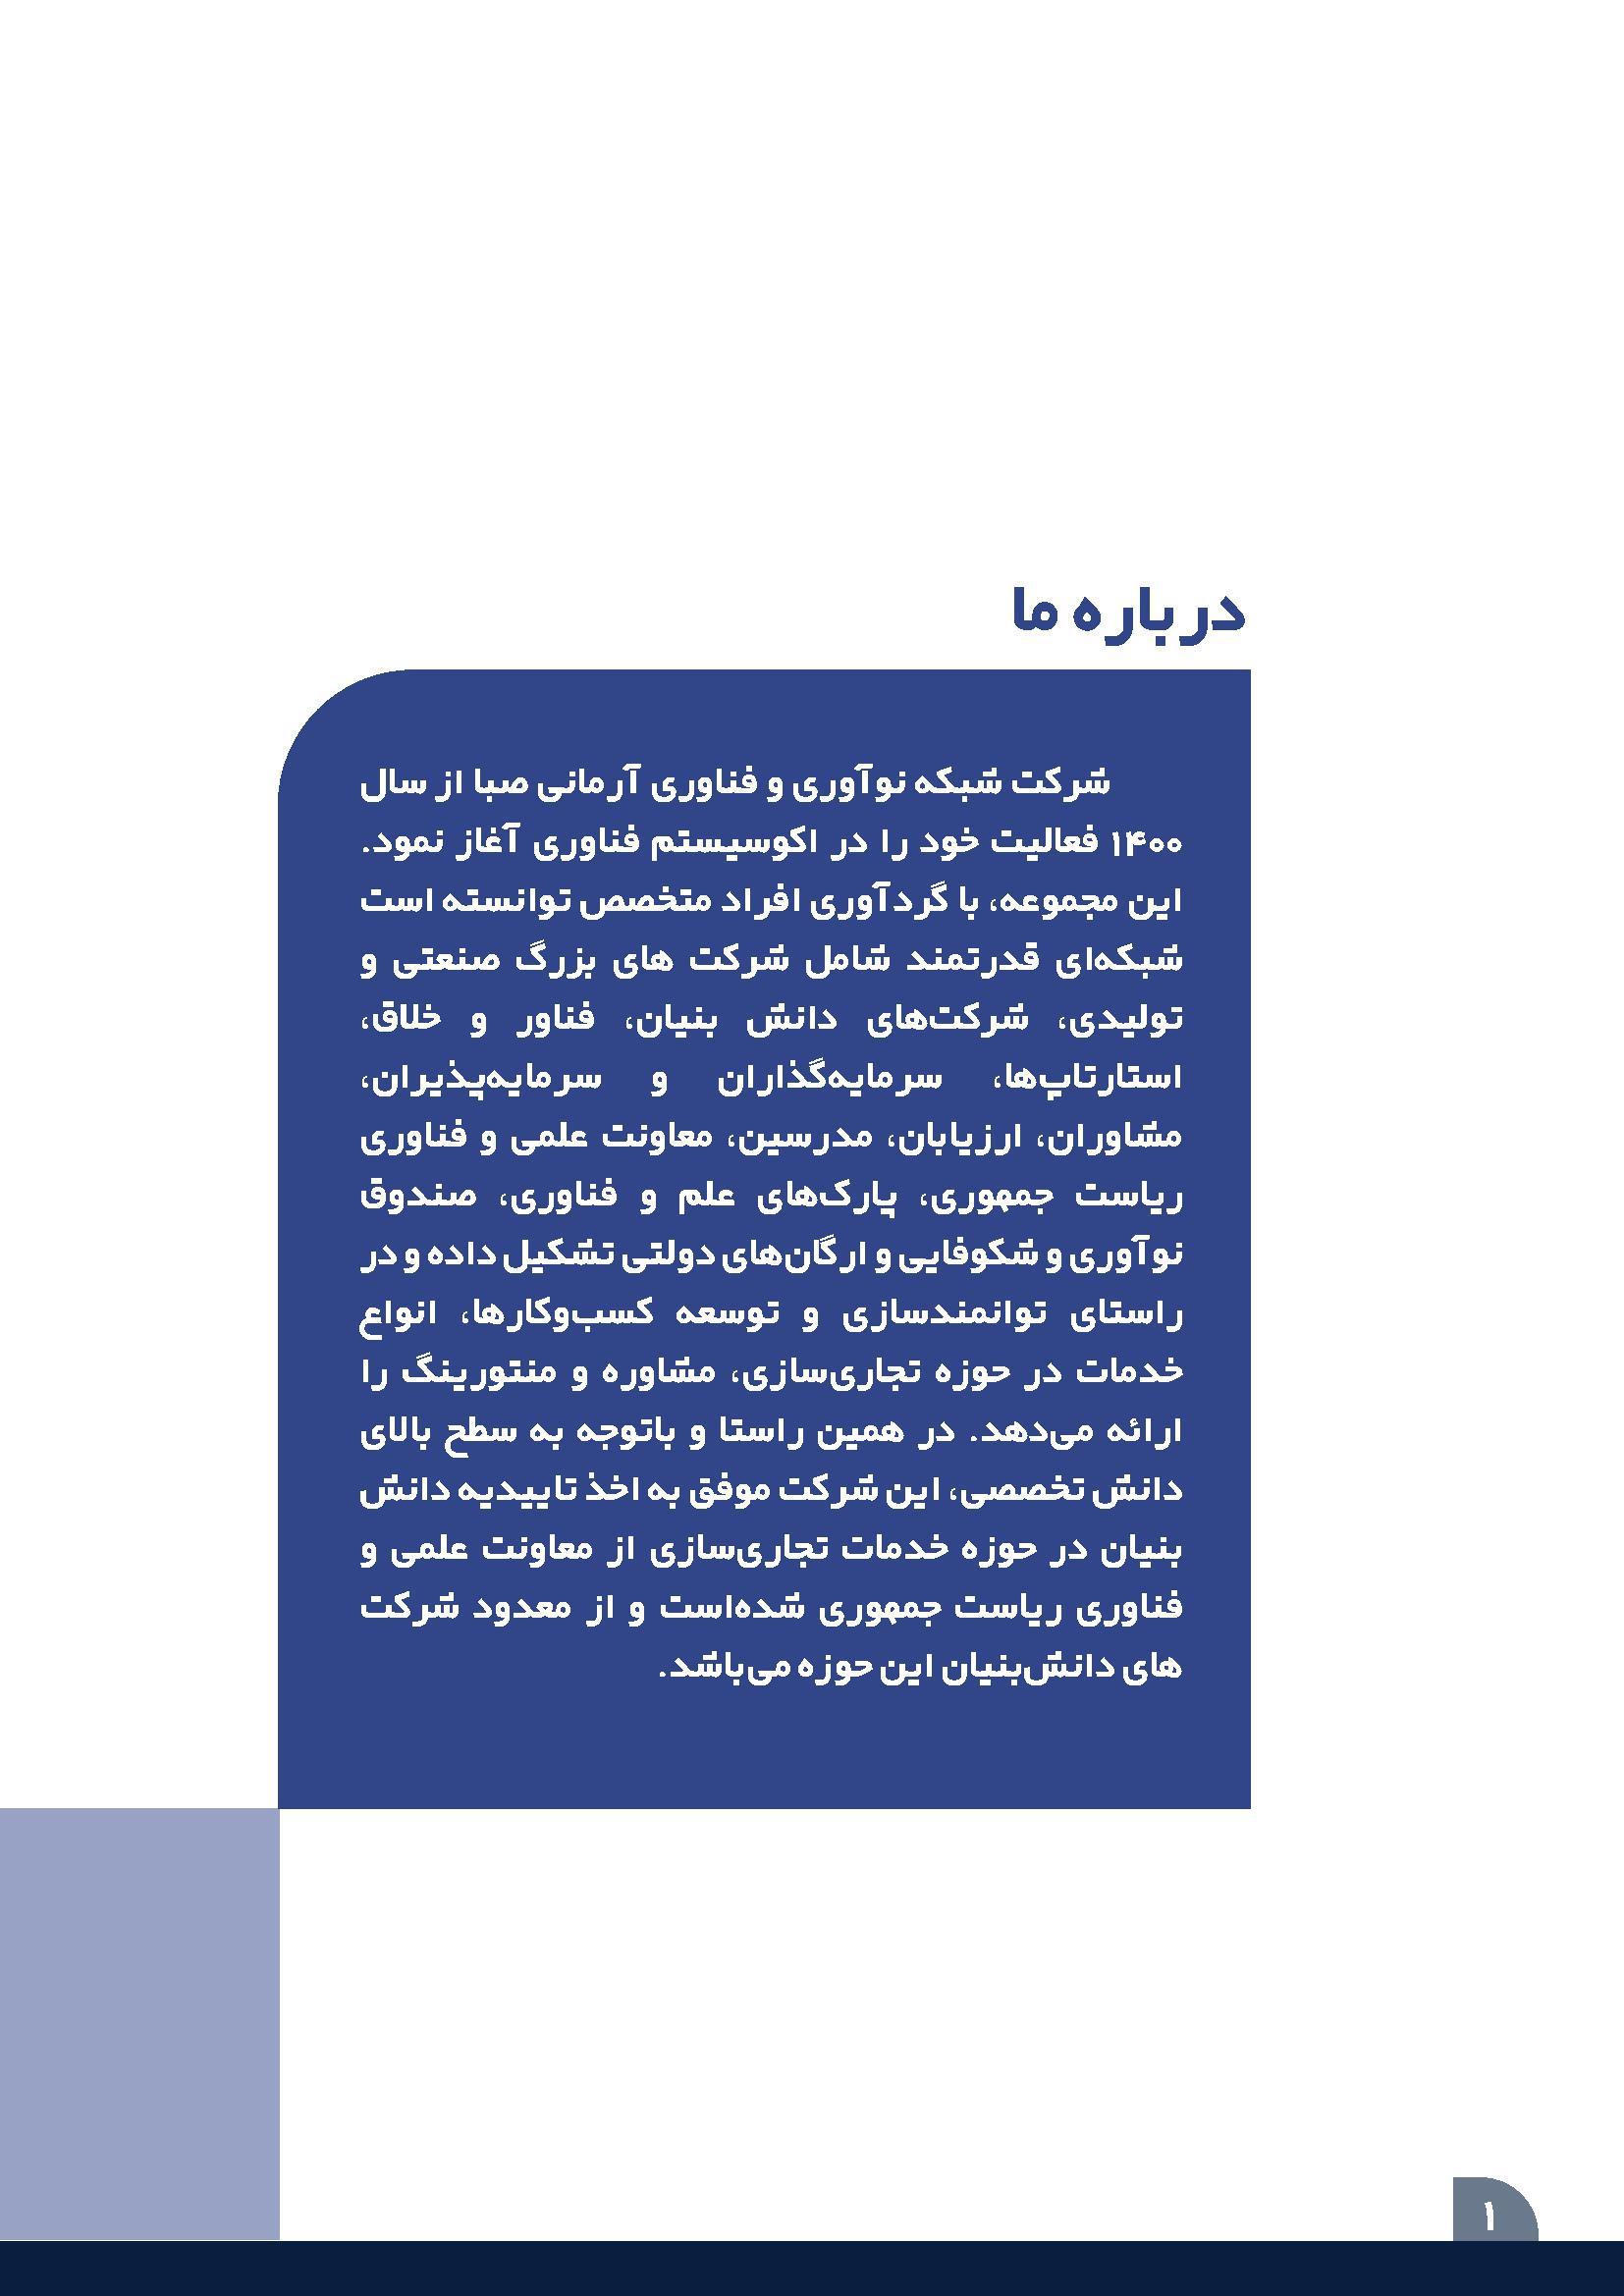 درباره ما
شرکت شبکه نوآوری و فناوری آرمانی صبا از سال
۱۴۰۰ فعالیت خود را در اکوسیستم فناوری آغاز نمود.
این مجموعه، با گردآوری افراد متخصص توانسته است
شبکه‌ای قدرتمند شامل شرکت های بزرگ صنعتی و
تولیدی، شرکت‌های دانش بنیان، فناور و خلاق،
استارتاپ‌ها، سرمایه‌گذاران و سرمایه‌پذیران،
مشاوران، ارزیابان، مدرسین، معاونت علمی و فناوری
ریاست جمهوری، پارک‌های علم و فناوری، صندوق
نوآوری و شکوفایی و ارگان‌های دولتی تشکیل داده و در
راستای توانمندسازی و توسعه کسب‌وکارها، انواع
خدمات در حوزه تجاری‌سازی، مشاوره و منتورینگ را
ارائه می‌دهد. در همین راستا و باتوجه به سطح بالای
دانش تخصصی، این شرکت موفق به اخذ تاییدیه دانش
بنیان در حوزه خدمات تجاری‌سازی از معاونت علمی و
فناوری ریاست جمهوری شده‌است و از معدود شرکت
های دانش‌بنیان این حوزه می‌باشد.
۱